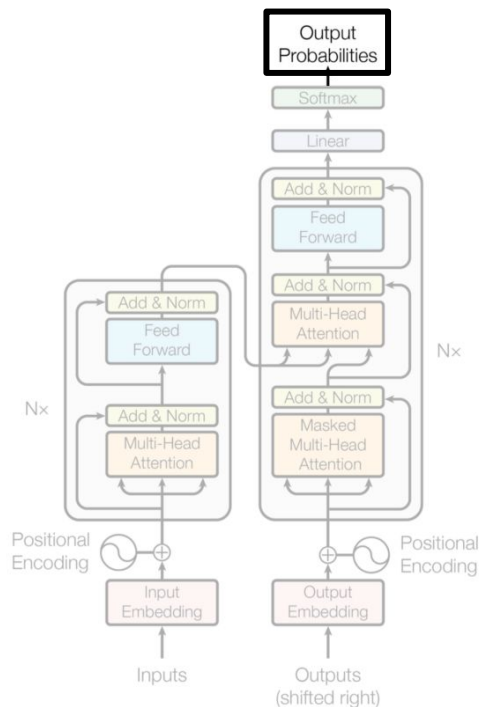 Output
Probabilities
Softmax
Linear
Add & Norm
Feed
Forward
Add & Norm
Multi-Head
Attention
Add & Norm
Masked
Multi-Head
Attention
N×
Positional
Encoding
Output
Embedding
Outputs
(shifted right)
Add & Norm
Feed
Forward
Add & Norm
Multi-Head
Attention
N×
Positional
Encoding
Input
Embedding
Inputs